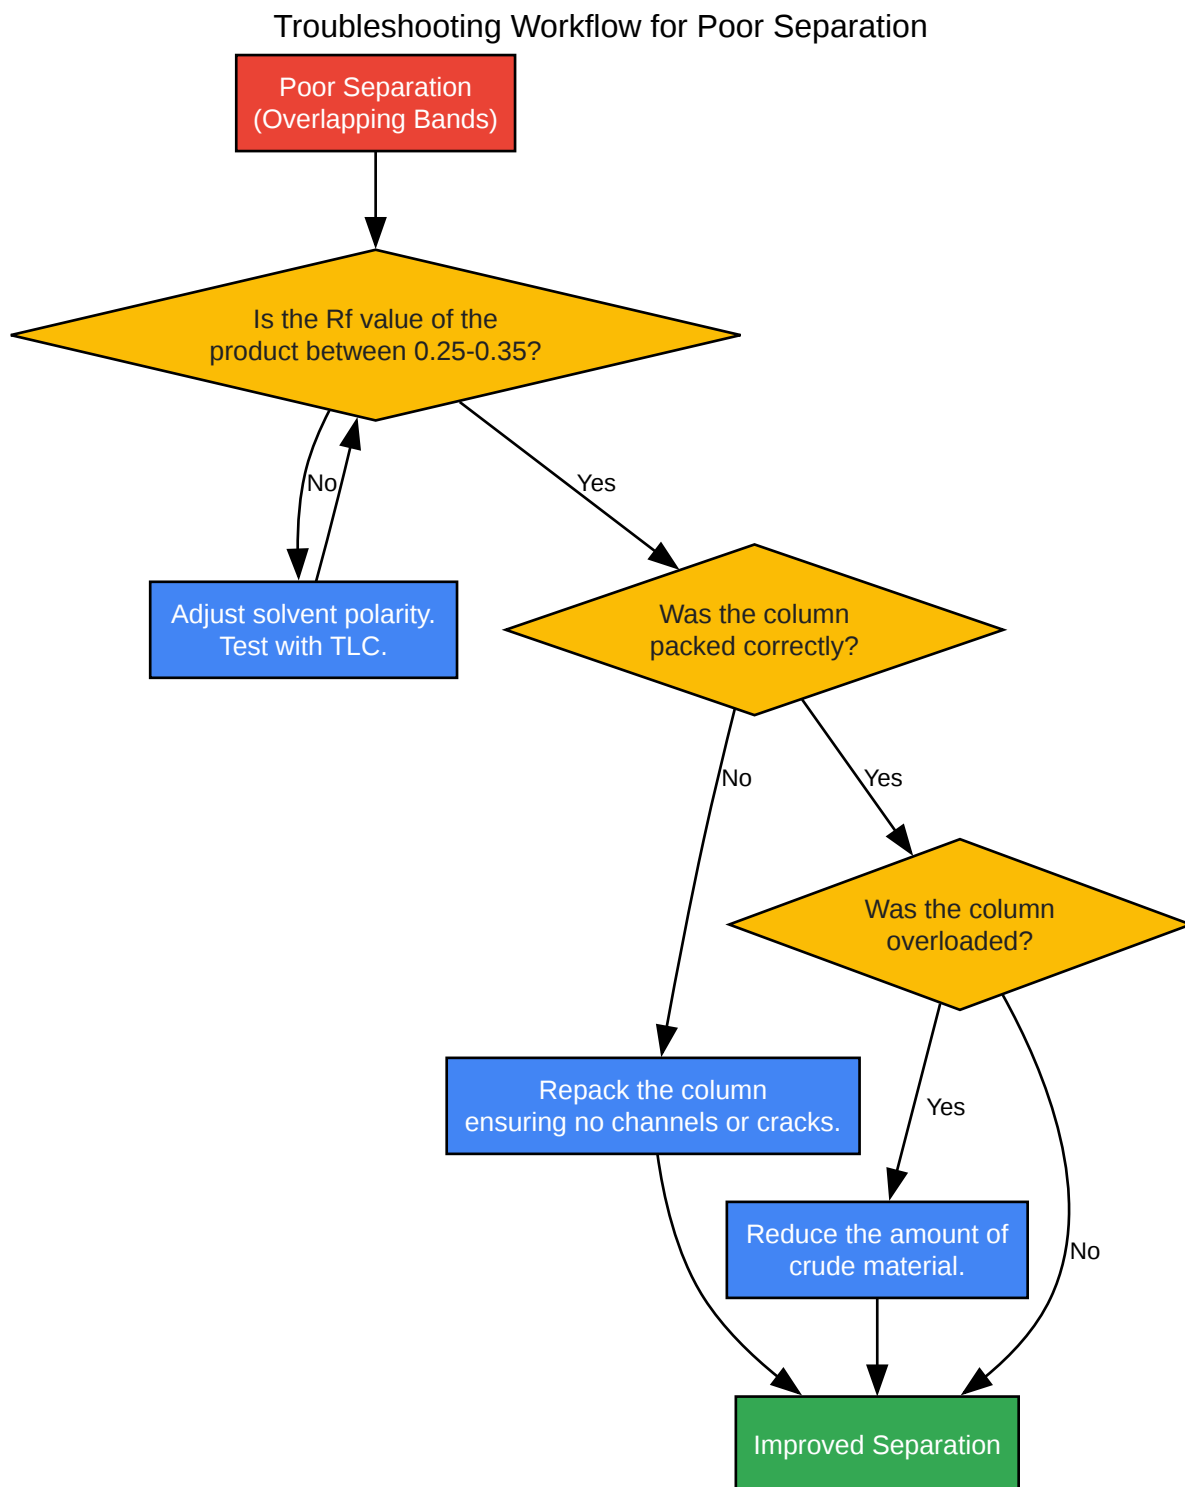 Troubleshooting Workflow for Poor Separation
Poor Separation
(Overlapping Bands)
Is the Rf value of the
product between 0.25-0.35?
No
Yes
Adjust solvent polarity.
Test with TLC.
Was the column
packed correctly?
No
Yes
Was the column
overloaded?
Repack the column
ensuring no channels or cracks.
Yes
Reduce the amount of
crude material.
No
Improved Separation